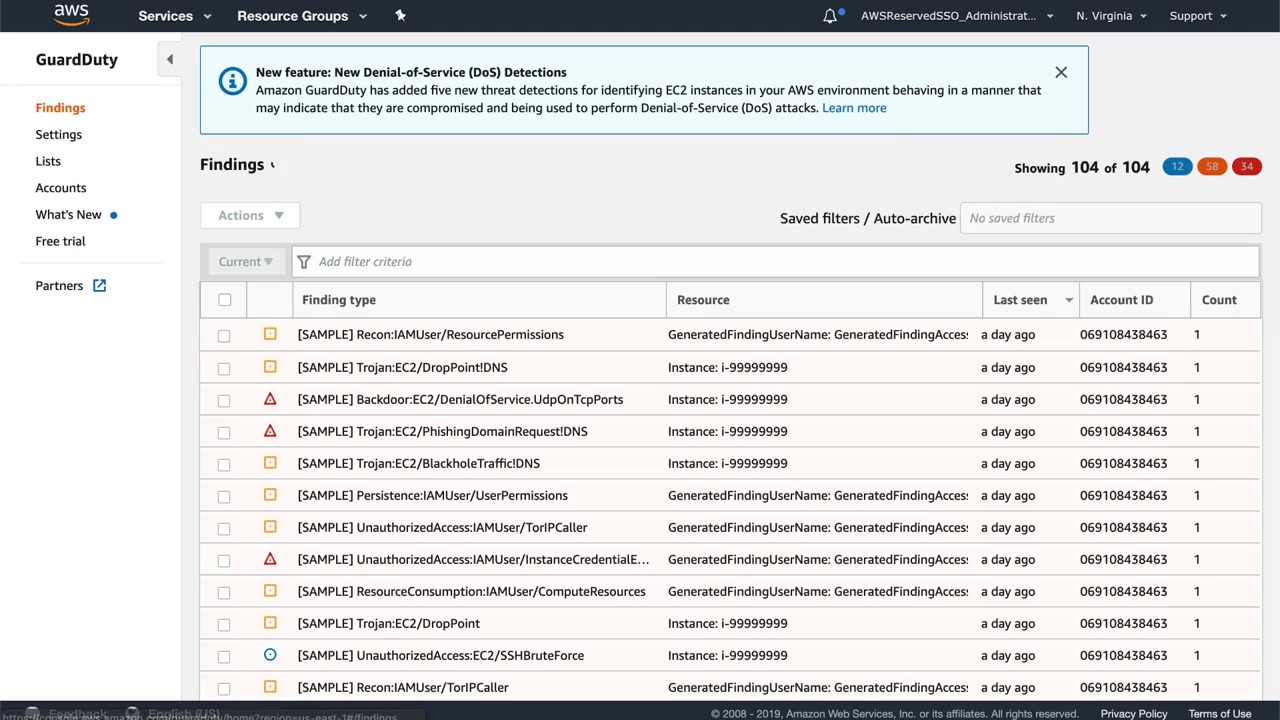 aws
Services
Resource Groups
AWSReservedSSO_Administrat...
N. Virginia
Support
GuardDuty
Findings
Settings
Lists
Accounts
What's New
Free trial
Partners
New feature: New Denial-of-Service (DoS) Detections
Amazon GuardDuty has added five new threat detections for identifying EC2 instances in your AWS environment behaving in a manner that
may indicate that they are compromised and being used to perform Denial-of-Service (DoS) attacks. Learn more
Findings
Showing 104 of 104 12 58 34
Actions
Saved filters / Auto-archive No saved filters
Current Add filter criteria
Finding type Resource Last seen Account ID Count
[SAMPLE] Recon:IAMUser/ResourcePermissions GeneratedFindingUserName: GeneratedFindingAcces: a day ago 069108438463 1
[SAMPLE] Trojan:EC2/DropPoint!DNS Instance: i-99999999 a day ago 069108438463 1
[SAMPLE] Backdoor:EC2/DenialOfService.UdpOnTcpPorts Instance: i-99999999 a day ago 069108438463 1
[SAMPLE] Trojan:EC2/PhishingDomainRequest!DNS Instance: i-99999999 a day ago 069108438463 1
[SAMPLE] Trojan:EC2/BlackholeTraffic!DNS Instance: i-99999999 a day ago 069108438463 1
[SAMPLE] Persistence:IAMUser/UserPermissions GeneratedFindingUserName: GeneratedFindingAcces: a day ago 069108438463 1
[SAMPLE] UnauthorizedAccess:IAMUser/TorIPCaller GeneratedFindingUserName: GeneratedFindingAcces: a day ago 069108438463 1
[SAMPLE] UnauthorizedAccess:IAMUser/InstanceCredentialE... GeneratedFindingUserName: GeneratedFindingAcces: a day ago 069108438463 1
[SAMPLE] ResourceConsumption:IAMUser/ComputeResources GeneratedFindingUserName: GeneratedFindingAcces: a day ago 069108438463 1
[SAMPLE] Trojan:EC2/DropPoint Instance: i-99999999 a day ago 069108438463 1
[SAMPLE] UnauthorizedAccess:EC2/SSHBruteForce Instance: i-99999999 a day ago 069108438463 1
[SAMPLE] Recon:IAMUser/TorIPCaller GeneratedFindingUserName: GeneratedFindingAcces: a day ago 069108438463 1
Feedback English (US)
https://console.aws.amazon.com/guardduty/home?region=us-east-1#/findings
© 2008 - 2019, Amazon Web Services, Inc. or its affiliates. All rights reserved. Privacy Policy Terms of Use